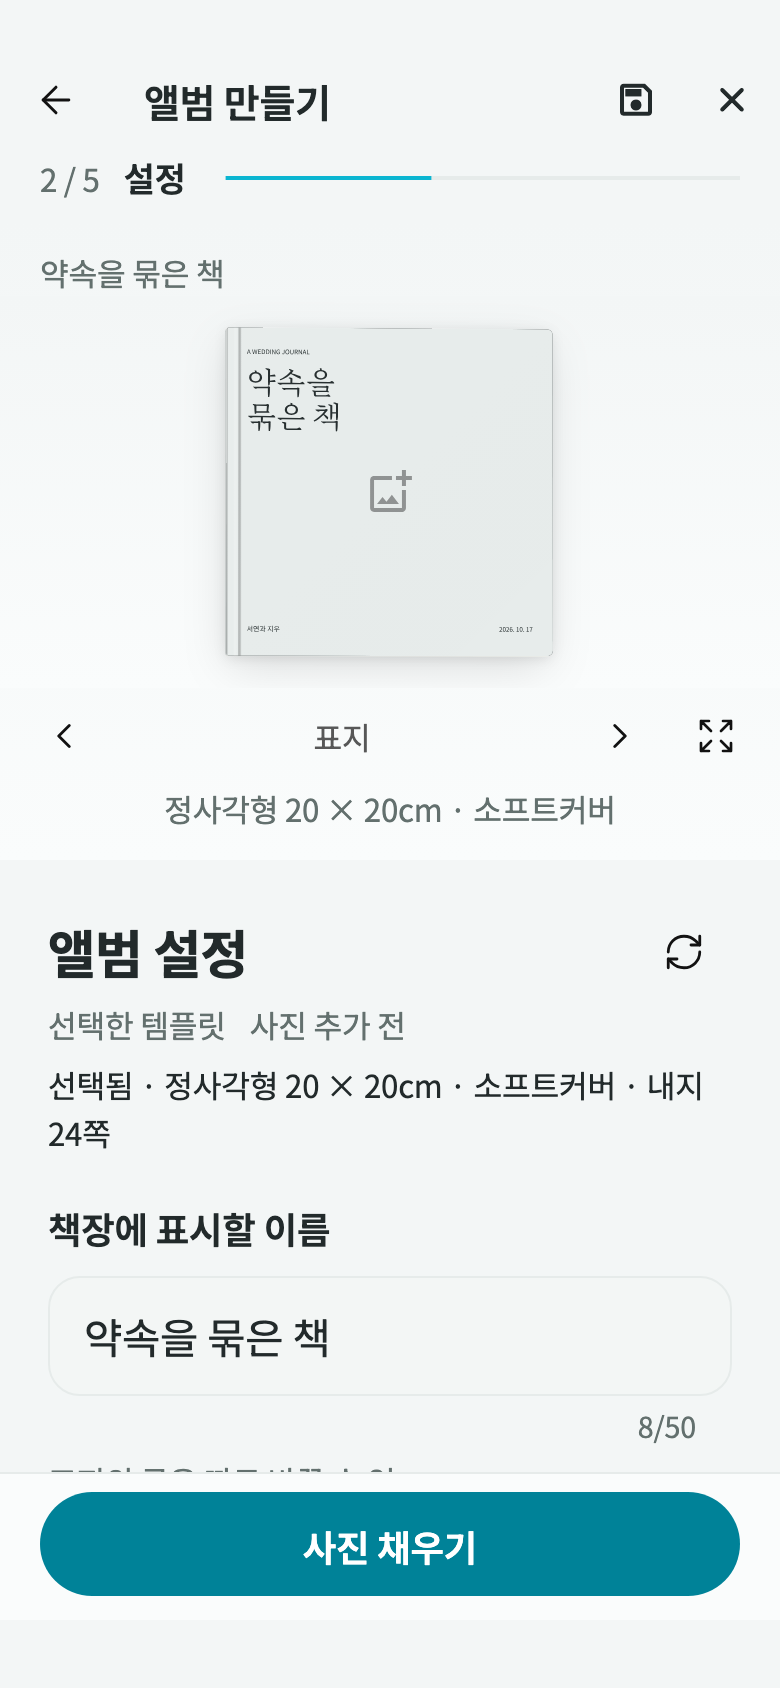 앨범 만들기
2 / 5 설정
약속을 묶은 책
A WEDDING JOURNAL
약속을
묶은 책
서연과 지우
2026. 10. 17
표지
정사각형 20 × 20cm · 소프트커버
앨범 설정
선택한 템플릿 사진 추가 전
선택됨 · 정사각형 20 × 20cm · 소프트커버 · 내지
24쪽
책장에 표시할 이름
약속을 묶은 책
8/50
사진 채우기